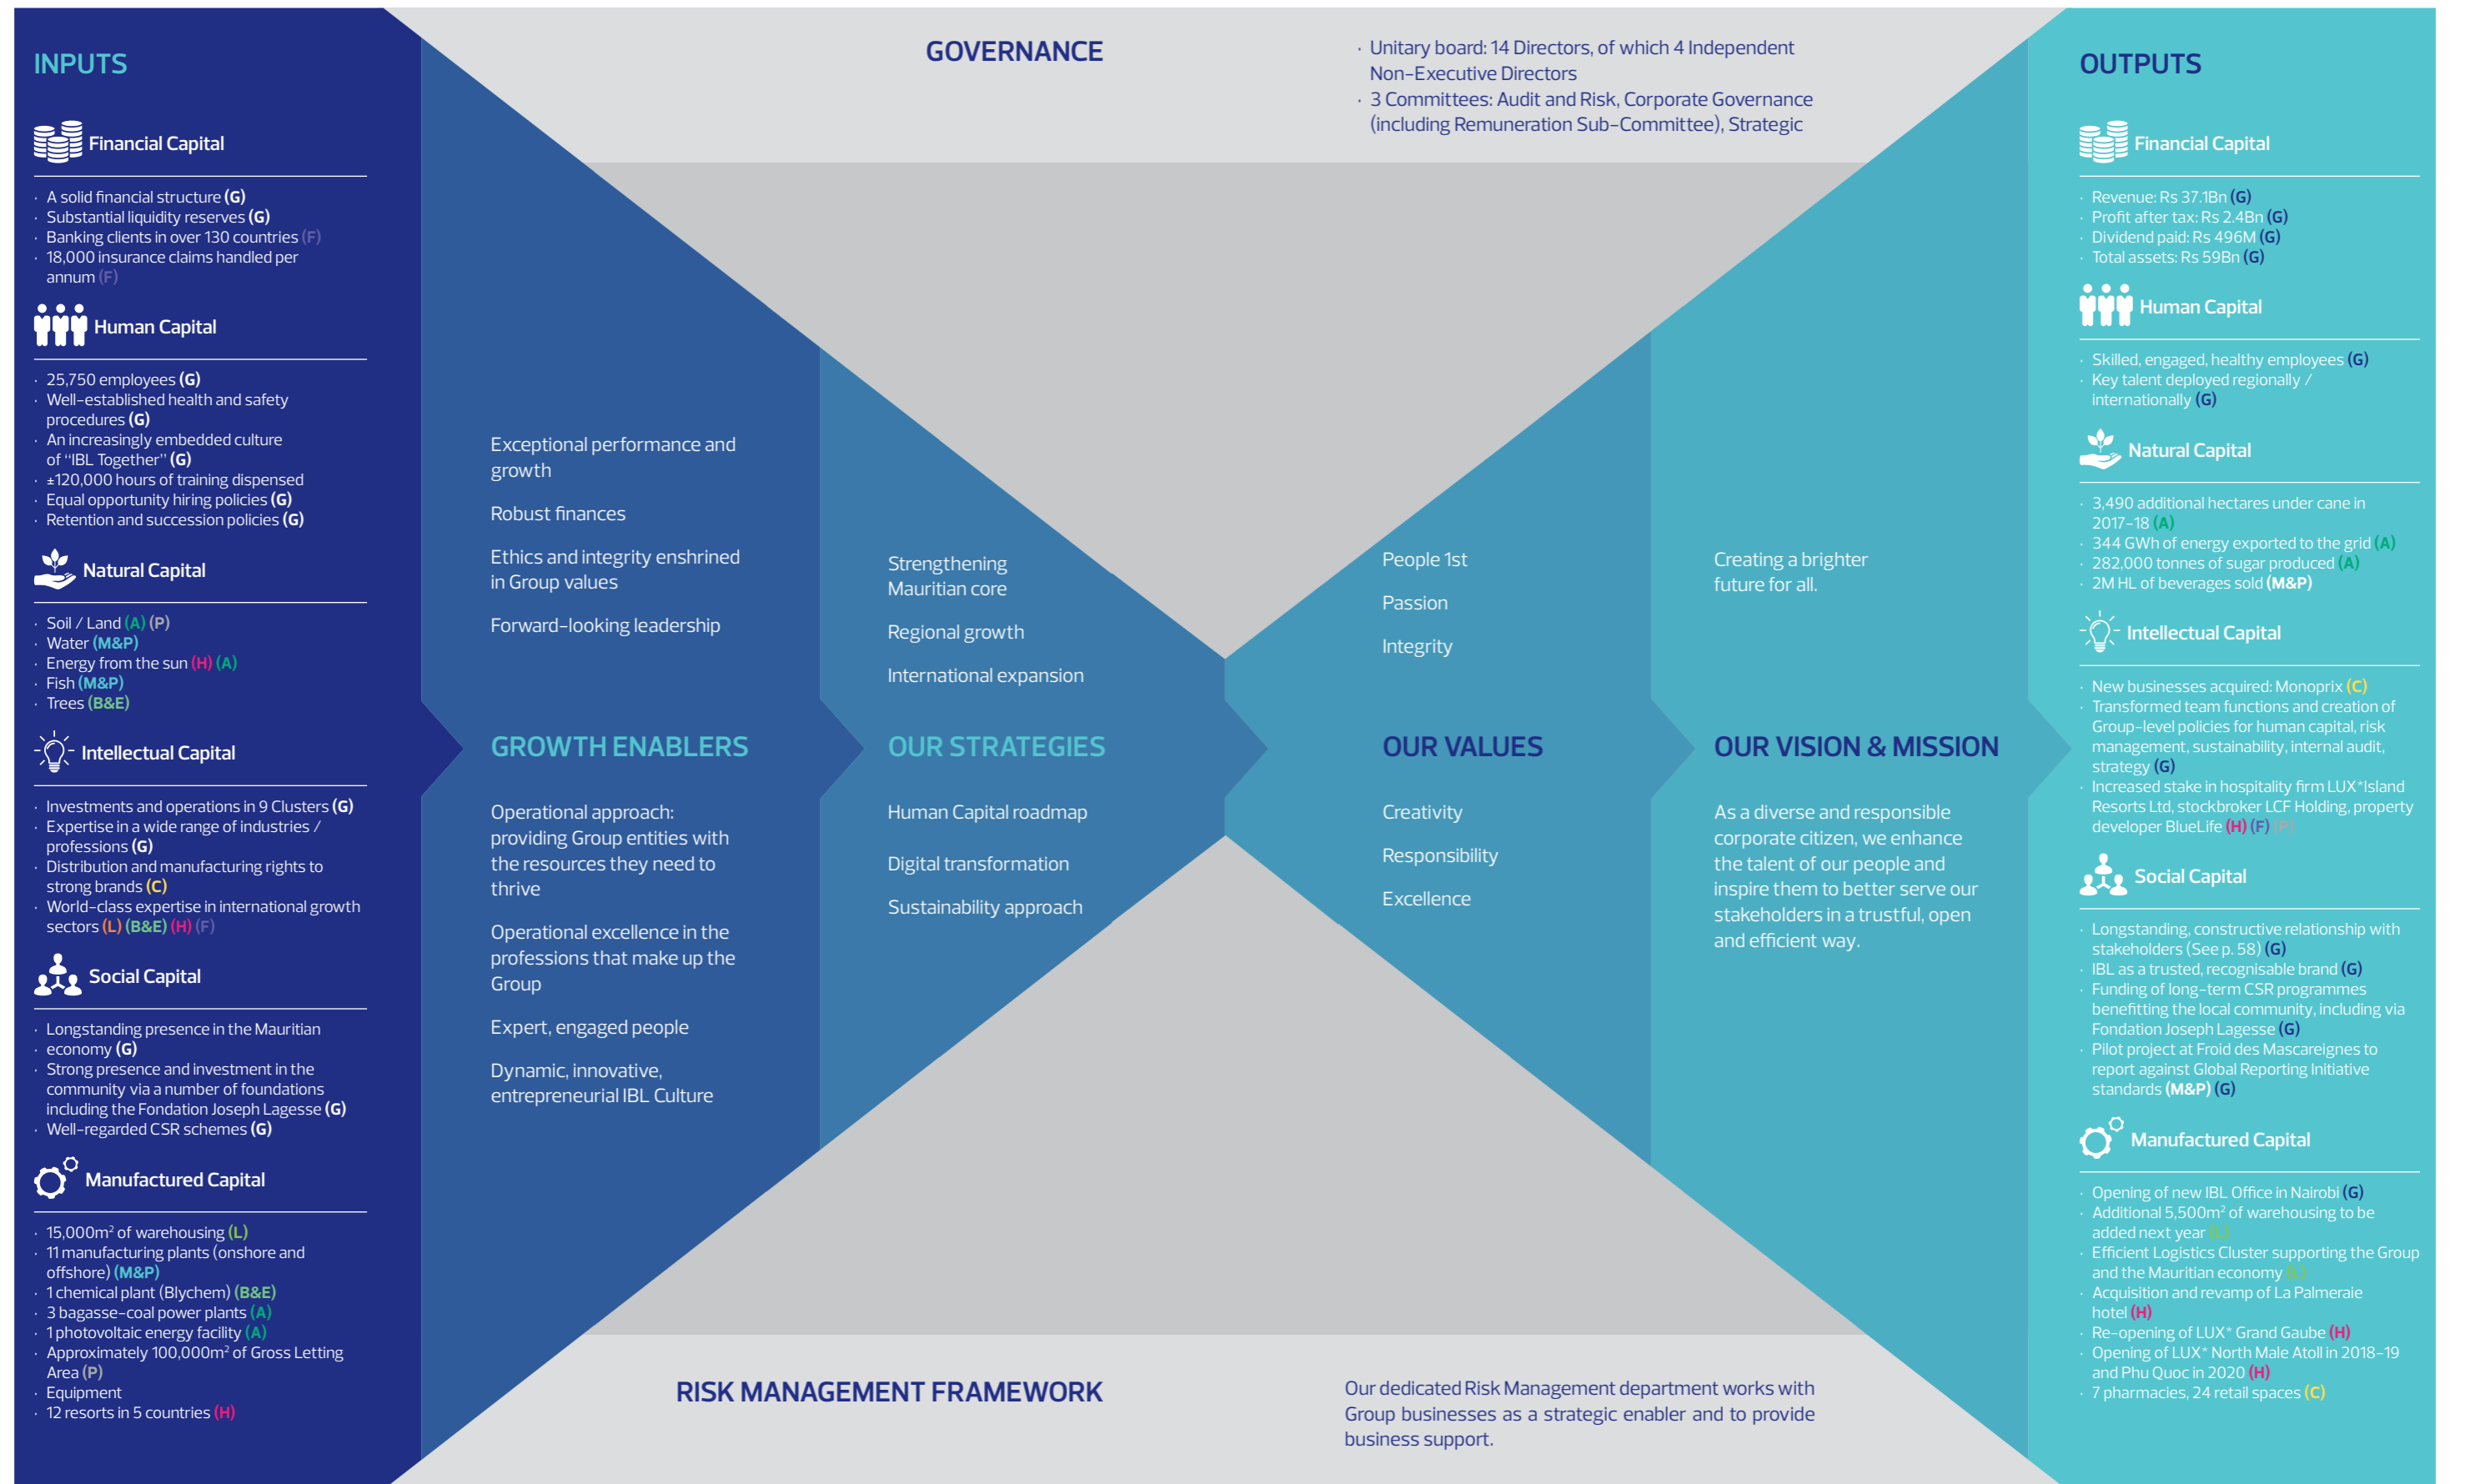 INPUTS
Financial Capital
· A solid financial structure (G)
· Substantial liquidity reserves (G)
· Banking clients in over 130 countries (F)
· 18,000 insurance claims handled per
annum (F)
Human Capital
· 25,750 employees (G)
· Well-established health and safety
procedures (G)
· An increasingly embedded culture
of “IBL Together” (G)
· ±120,000 hours of training dispensed
· Equal opportunity hiring policies (G)
· Retention and succession policies (G)
Natural Capital
· Soil / Land (A) (P)
· Water (M&P)
· Energy from the sun (H) (A)
· Fish (M&P)
· Trees (B&E)
Intellectual Capital
· Investments and operations in 9 Clusters (G)
· Expertise in a wide range of industries /
professions (G)
· Distribution and manufacturing rights to
strong brands (C)
· World-class expertise in international growth
sectors (L) (B&E) (H) (F)
Social Capital
· Longstanding presence in the Mauritian
· economy (G)
· Strong presence and investment in the
community via a number of foundations
including the Fondation Joseph Lagesse (G)
· Well-regarded CSR schemes (G)
Manufactured Capital
· 15,000m² of warehousing (L)
· 11 manufacturing plants (onshore and
offshore) (M&P)
· 1 chemical plant (Blychem) (B&E)
· 3 bagasse-coal power plants (A)
· 1 photovoltaic energy facility (A)
· Approximately 100,000m² of Gross Letting
Area (P)
· Equipment
· 12 resorts in 5 countries (H)
GOVERNANCE
· Unitary board: 14 Directors, of which 4 Independent
Non-Executive Directors
· 3 Committees: Audit and Risk, Corporate Governance
(including Remuneration Sub-Committee), Strategic
Exceptional performance and
growth
Robust finances
Ethics and integrity enshrined
in Group values
Forward-looking leadership
GROWTH ENABLERS
Operational approach:
providing Group entities with
the resources they need to
thrive
Operational excellence in the
professions that make up the
Group
Expert, engaged people
Dynamic, innovative,
entrepreneurial IBL Culture
Strengthening
Mauritian core
Regional growth
International expansion
OUR STRATEGIES
Human Capital roadmap
Digital transformation
Sustainability approach
People 1st
Passion
Integrity
OUR VALUES
Creativity
Responsibility
Excellence
Creating a brighter
future for all.
OUR VISION & MISSION
As a diverse and responsible
corporate citizen, we enhance
the talent of our people and
inspire them to better serve our
stakeholders in a trustful, open
and efficient way.
RISK MANAGEMENT FRAMEWORK
Our dedicated Risk Management department works with
Group businesses as a strategic enabler and to provide
business support.
OUTPUTS
Financial Capital
· Revenue: Rs 37.1Bn (G)
· Profit after tax: Rs 2.4Bn (G)
· Dividend paid: Rs 496M (G)
· Total assets: Rs 59Bn (G)
Human Capital
· Skilled, engaged, healthy employees (G)
· Key talent deployed regionally /
internationally (G)
Natural Capital
· 3,490 additional hectares under cane in
2017-18 (A)
· 344 GWh of energy exported to the grid (A)
· 282,000 tonnes of sugar produced (A)
· 2M HL of beverages sold (M&P)
Intellectual Capital
· New businesses acquired: Monoprix (C)
· Transformed team functions and creation of
Group-level policies for human capital, risk
management, sustainability, internal audit,
strategy (G)
· Increased stake in hospitality firm LUX*Island
Resorts Ltd, stockbroker LCF Holding, property
developer BlueLife (H) (F) (P)
Social Capital
· Longstanding, constructive relationship with
stakeholders (See p. 58) (G)
· IBL as a trusted, recognisable brand (G)
· Funding of long-term CSR programmes
benefitting the local community, including via
Fondation Joseph Lagesse (G)
· Pilot project at Froid des Mascareignes to
report against Global Reporting Initiative
standards (M&P) (G)
Manufactured Capital
· Opening of new IBL Office in Nairobi (G)
· Additional 5,500m² of warehousing to be
added next year (L)
· Efficient Logistics Cluster supporting the Group
and the Mauritian economy (L)
· Acquisition and revamp of La Palmeraie
hotel (H)
· Re-opening of LUX* Grand Gaube (H)
· Opening of LUX* North Male Atoll in 2018-19
and Phu Quoc in 2020 (H)
· 7 pharmacies, 24 retail spaces (C)